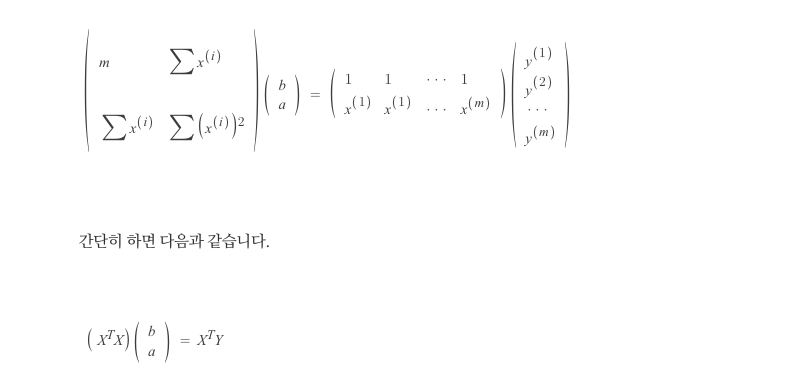 ( m ∑x^(i) ; ∑x^(i) ∑(x^(i))2 ) ( b ; a ) = ( 1 1 ··· 1 ; x^(1) x^(1) ··· x^(m) ) ( y^(1) ; y^(2) ; ··· ; y^(m) )
간단히 하면 다음과 같습니다.
( X^T X ) ( b ; a ) = X^T Y